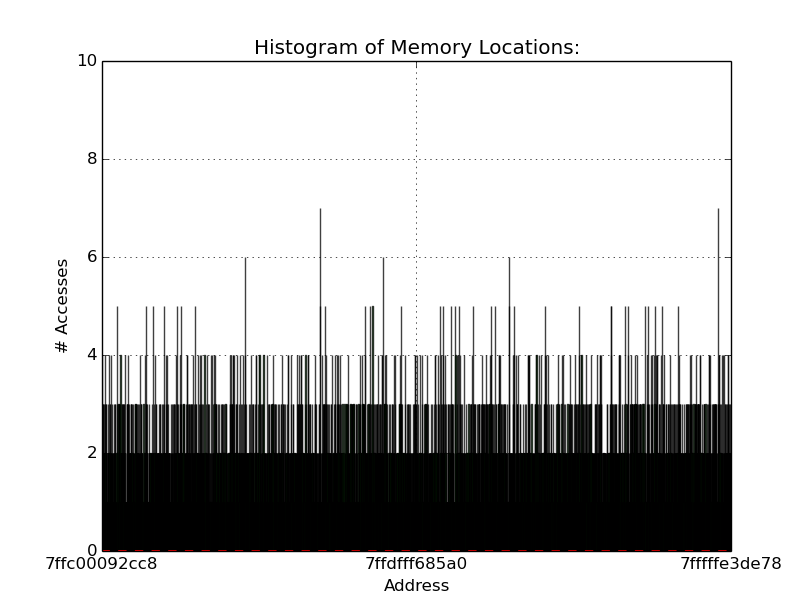 Histogram of Memory Locations:
10
8
6
4
2
0
# Accesses
7ffc00092cc8 7ffdfff685a0 7fffffe3de78
Address